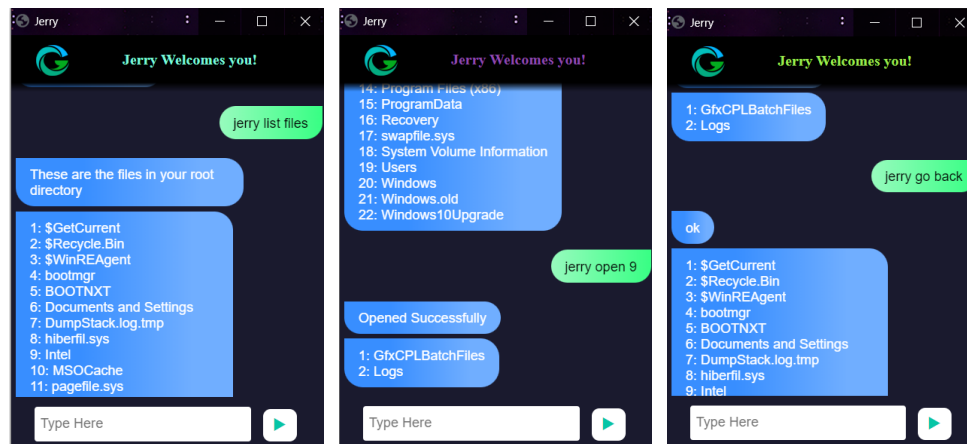 Jerry
Jerry Welcomes you!
jerry list files
These are the files in your root
directory
1: $GetCurrent
2: $Recycle.Bin
3: $WinREAgent
4: bootmgr
5: BOOTNXT
6: Documents and Settings
7: DumpStack.log.tmp
8: hiberfil.sys
9: Intel
10: MSOCache
11: pagefile.sys
Type Here
Jerry
Jerry Welcomes you!
14: Program Files (x86)
15: ProgramData
16: Recovery
17: swapfile.sys
18: System Volume Information
19: Users
20: Windows
21: Windows.old
22: Windows10Upgrade
jerry open 9
Opened Successfully
1: GfxCPLBatchFiles
2: Logs
Type Here
Jerry
Jerry Welcomes you!
1: GfxCPLBatchFiles
2: Logs
jerry go back
ok
1: $GetCurrent
2: $Recycle.Bin
3: $WinREAgent
4: bootmgr
5: BOOTNXT
6: Documents and Settings
7: DumpStack.log.tmp
8: hiberfil.sys
9: Intel
Type Here